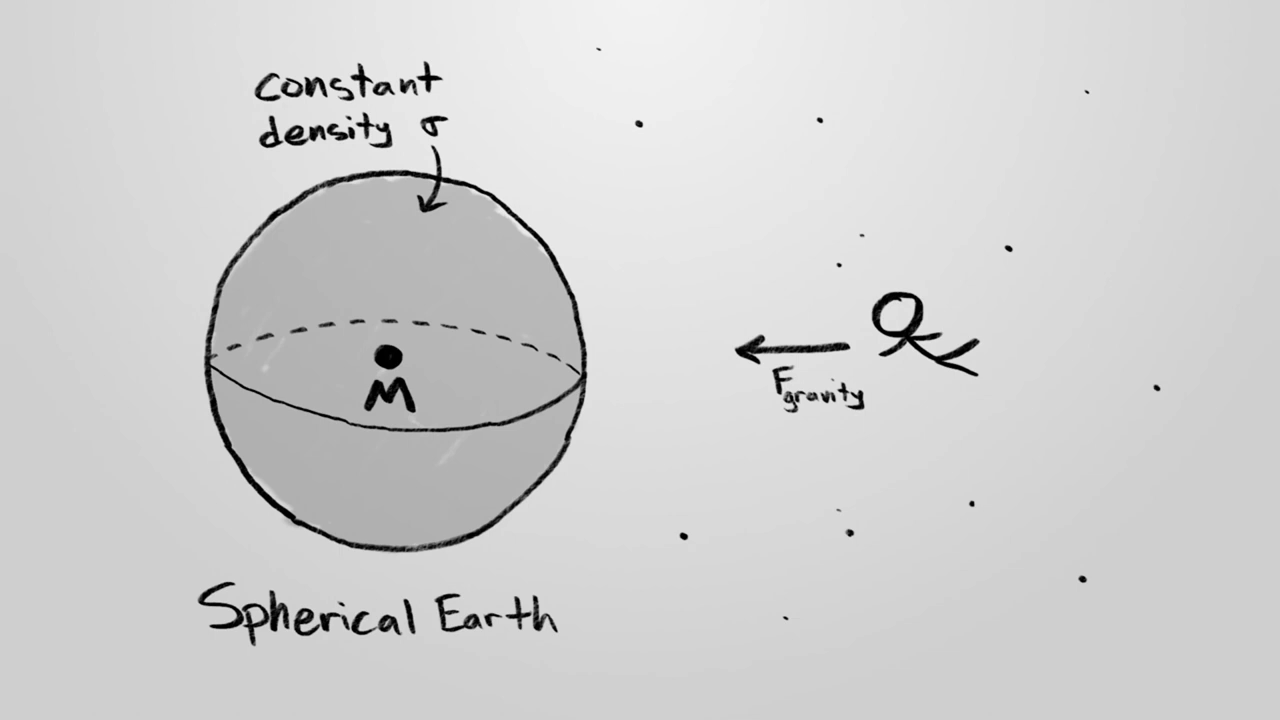 constant
density σ
M
Fgravity
Spherical Earth